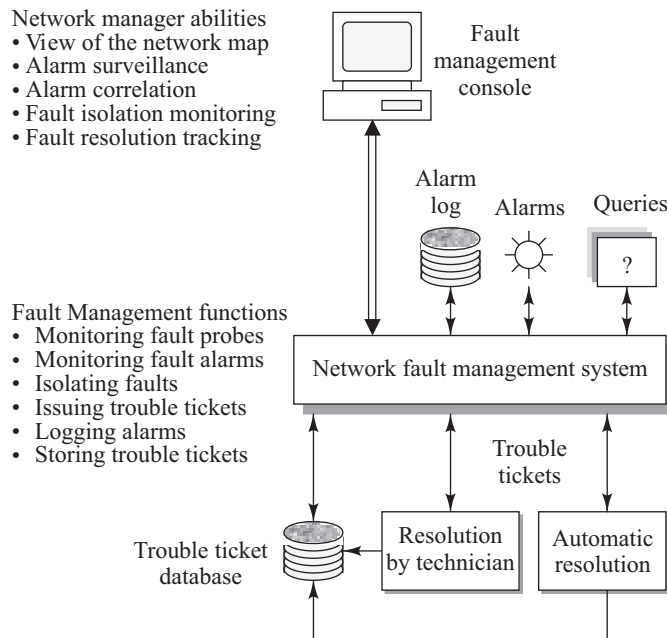 Network manager abilities
• View of the network map
• Alarm surveillance
• Alarm correlation
• Fault isolation monitoring
• Fault resolution tracking
Fault
management
console
Alarm
log
Alarms
Queries
?
Fault Management functions
• Monitoring fault probes
• Monitoring fault alarms
• Isolating faults
• Issuing trouble tickets
• Logging alarms
• Storing trouble tickets
Network fault management system
Trouble
tickets
Trouble ticket
database
Resolution
by technician
Automatic
resolution